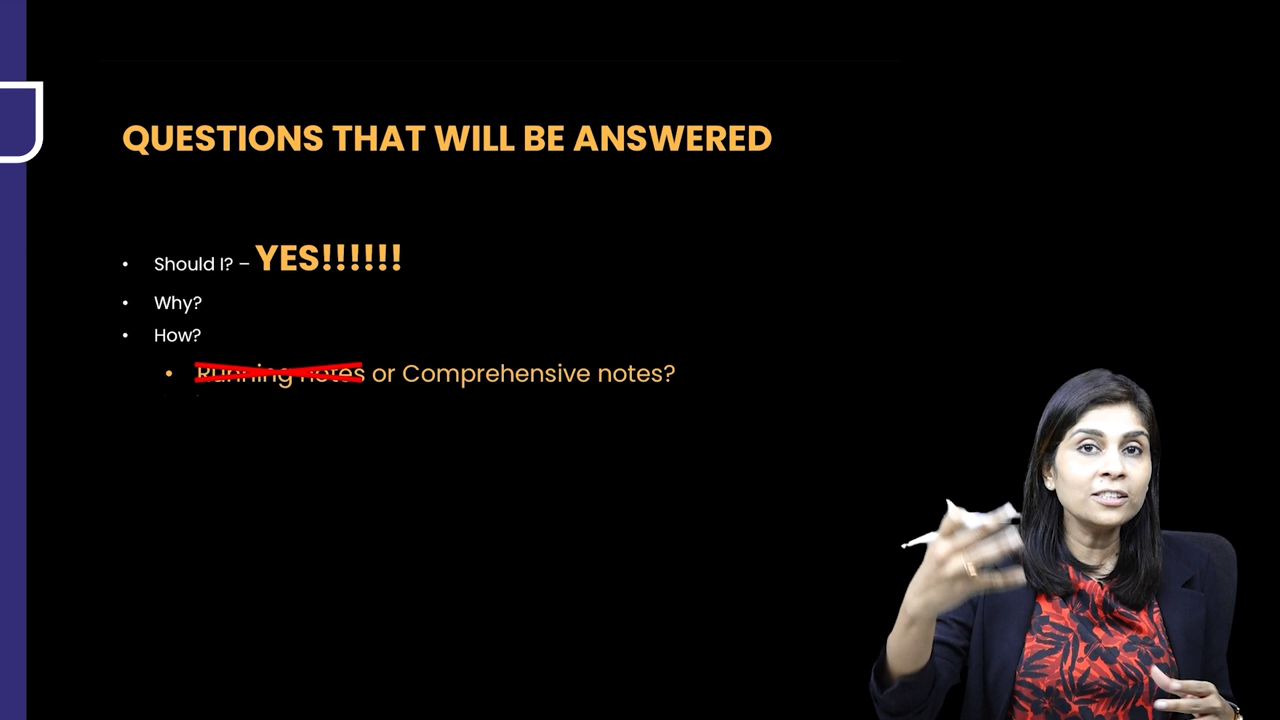 QUESTIONS THAT WILL BE ANSWERED
• Should I? – YES!!!!!!
• Why?
• How?
• Running notes or Comprehensive notes?